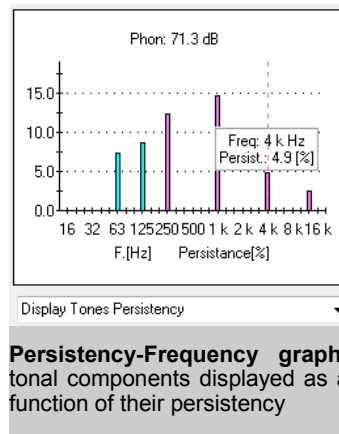 Phon: 71.3 dB
15.0
10.0
5.0
0.0
Freq: 4 k Hz
Persist.: 4.9 [%]
16 32 63 125 250 500 1 k 2 k 4 k 8 k 16 k
F.[Hz] Persistance[%]
Display Tones Persistency
Persistency-Frequency graph
tonal components displayed as a
function of their persistency